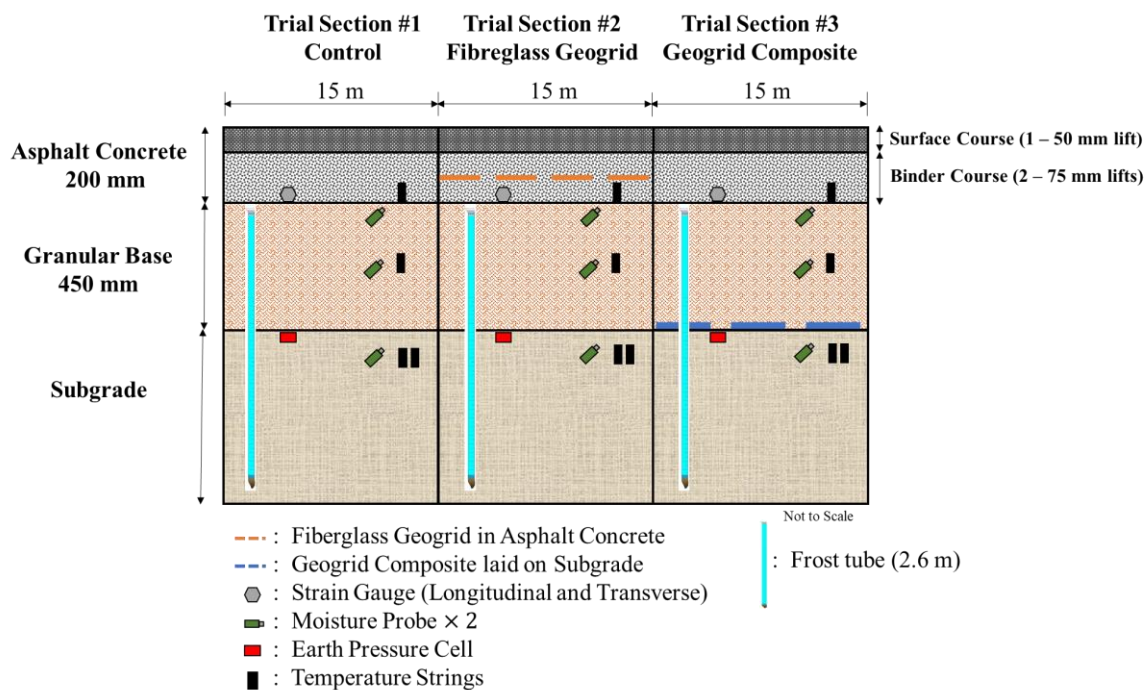 Trial Section #1
Control
Trial Section #2
Fibreglass Geogrid
Trial Section #3
Geogrid Composite
15 m
15 m
15 m
Asphalt Concrete
200 mm
Surface Course (1 – 50 mm lift)
Binder Course (2 – 75 mm lifts)
Granular Base
450 mm
Subgrade
Not to Scale
: Fiberglass Geogrid in Asphalt Concrete
: Geogrid Composite laid on Subgrade
: Strain Gauge (Longitudinal and Transverse)
: Moisture Probe × 2
: Earth Pressure Cell
: Temperature Strings
: Frost tube (2.6 m)